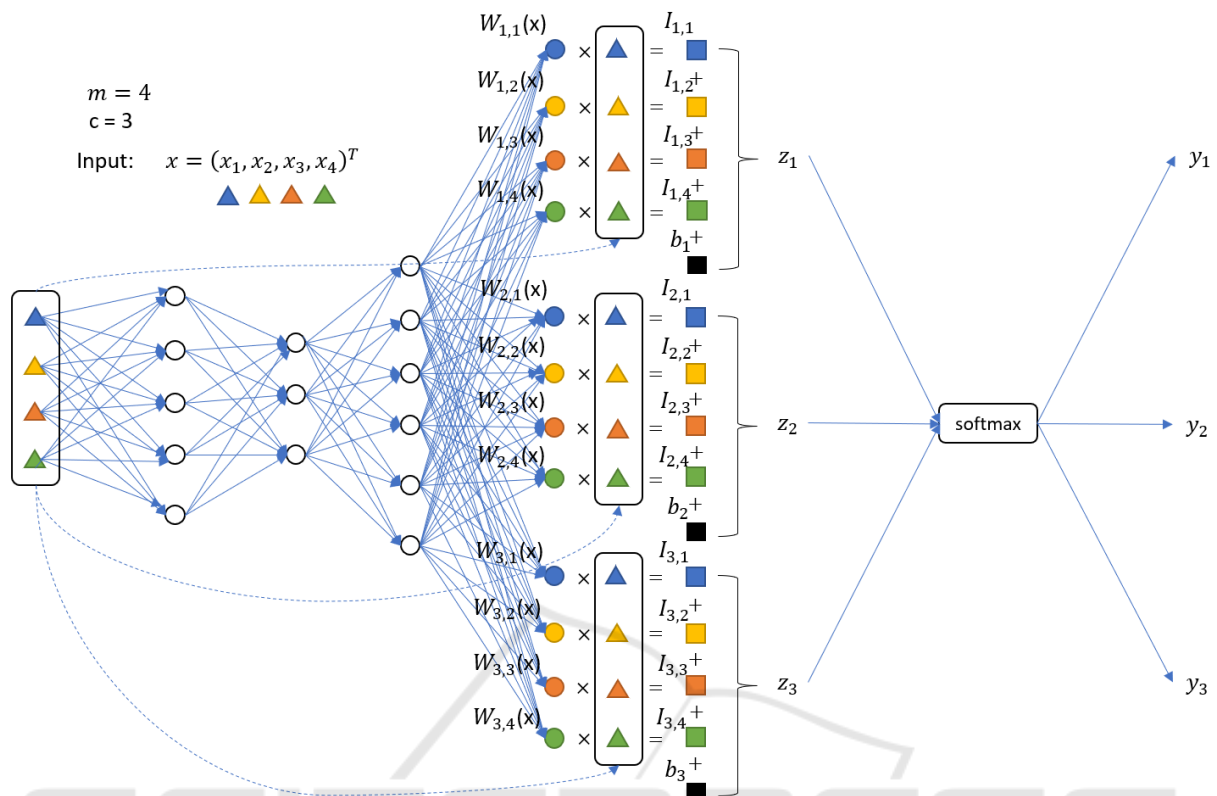 m = 4
c = 3
Input: x = (x₁, x₂, x₃, x₄)ᵀ
W₁,₁(x) × = I₁,₁
W₁,₂(x) × = I₁,₂+
W₁,₃(x) × = I₁,₃+
W₁,₄(x) × = I₁,₄+
b₁+
z₁
W₂,₁(x) × = I₂,₁
W₂,₂(x) × = I₂,₂+
W₂,₃(x) × = I₂,₃+
W₂,₄(x) × = I₂,₄+
b₂+
z₂
W₃,₁(x) × = I₃,₁
W₃,₂(x) × = I₃,₂+
W₃,₃(x) × = I₃,₃+
W₃,₄(x) × = I₃,₄+
b₃+
z₃
softmax
y₁
y₂
y₃